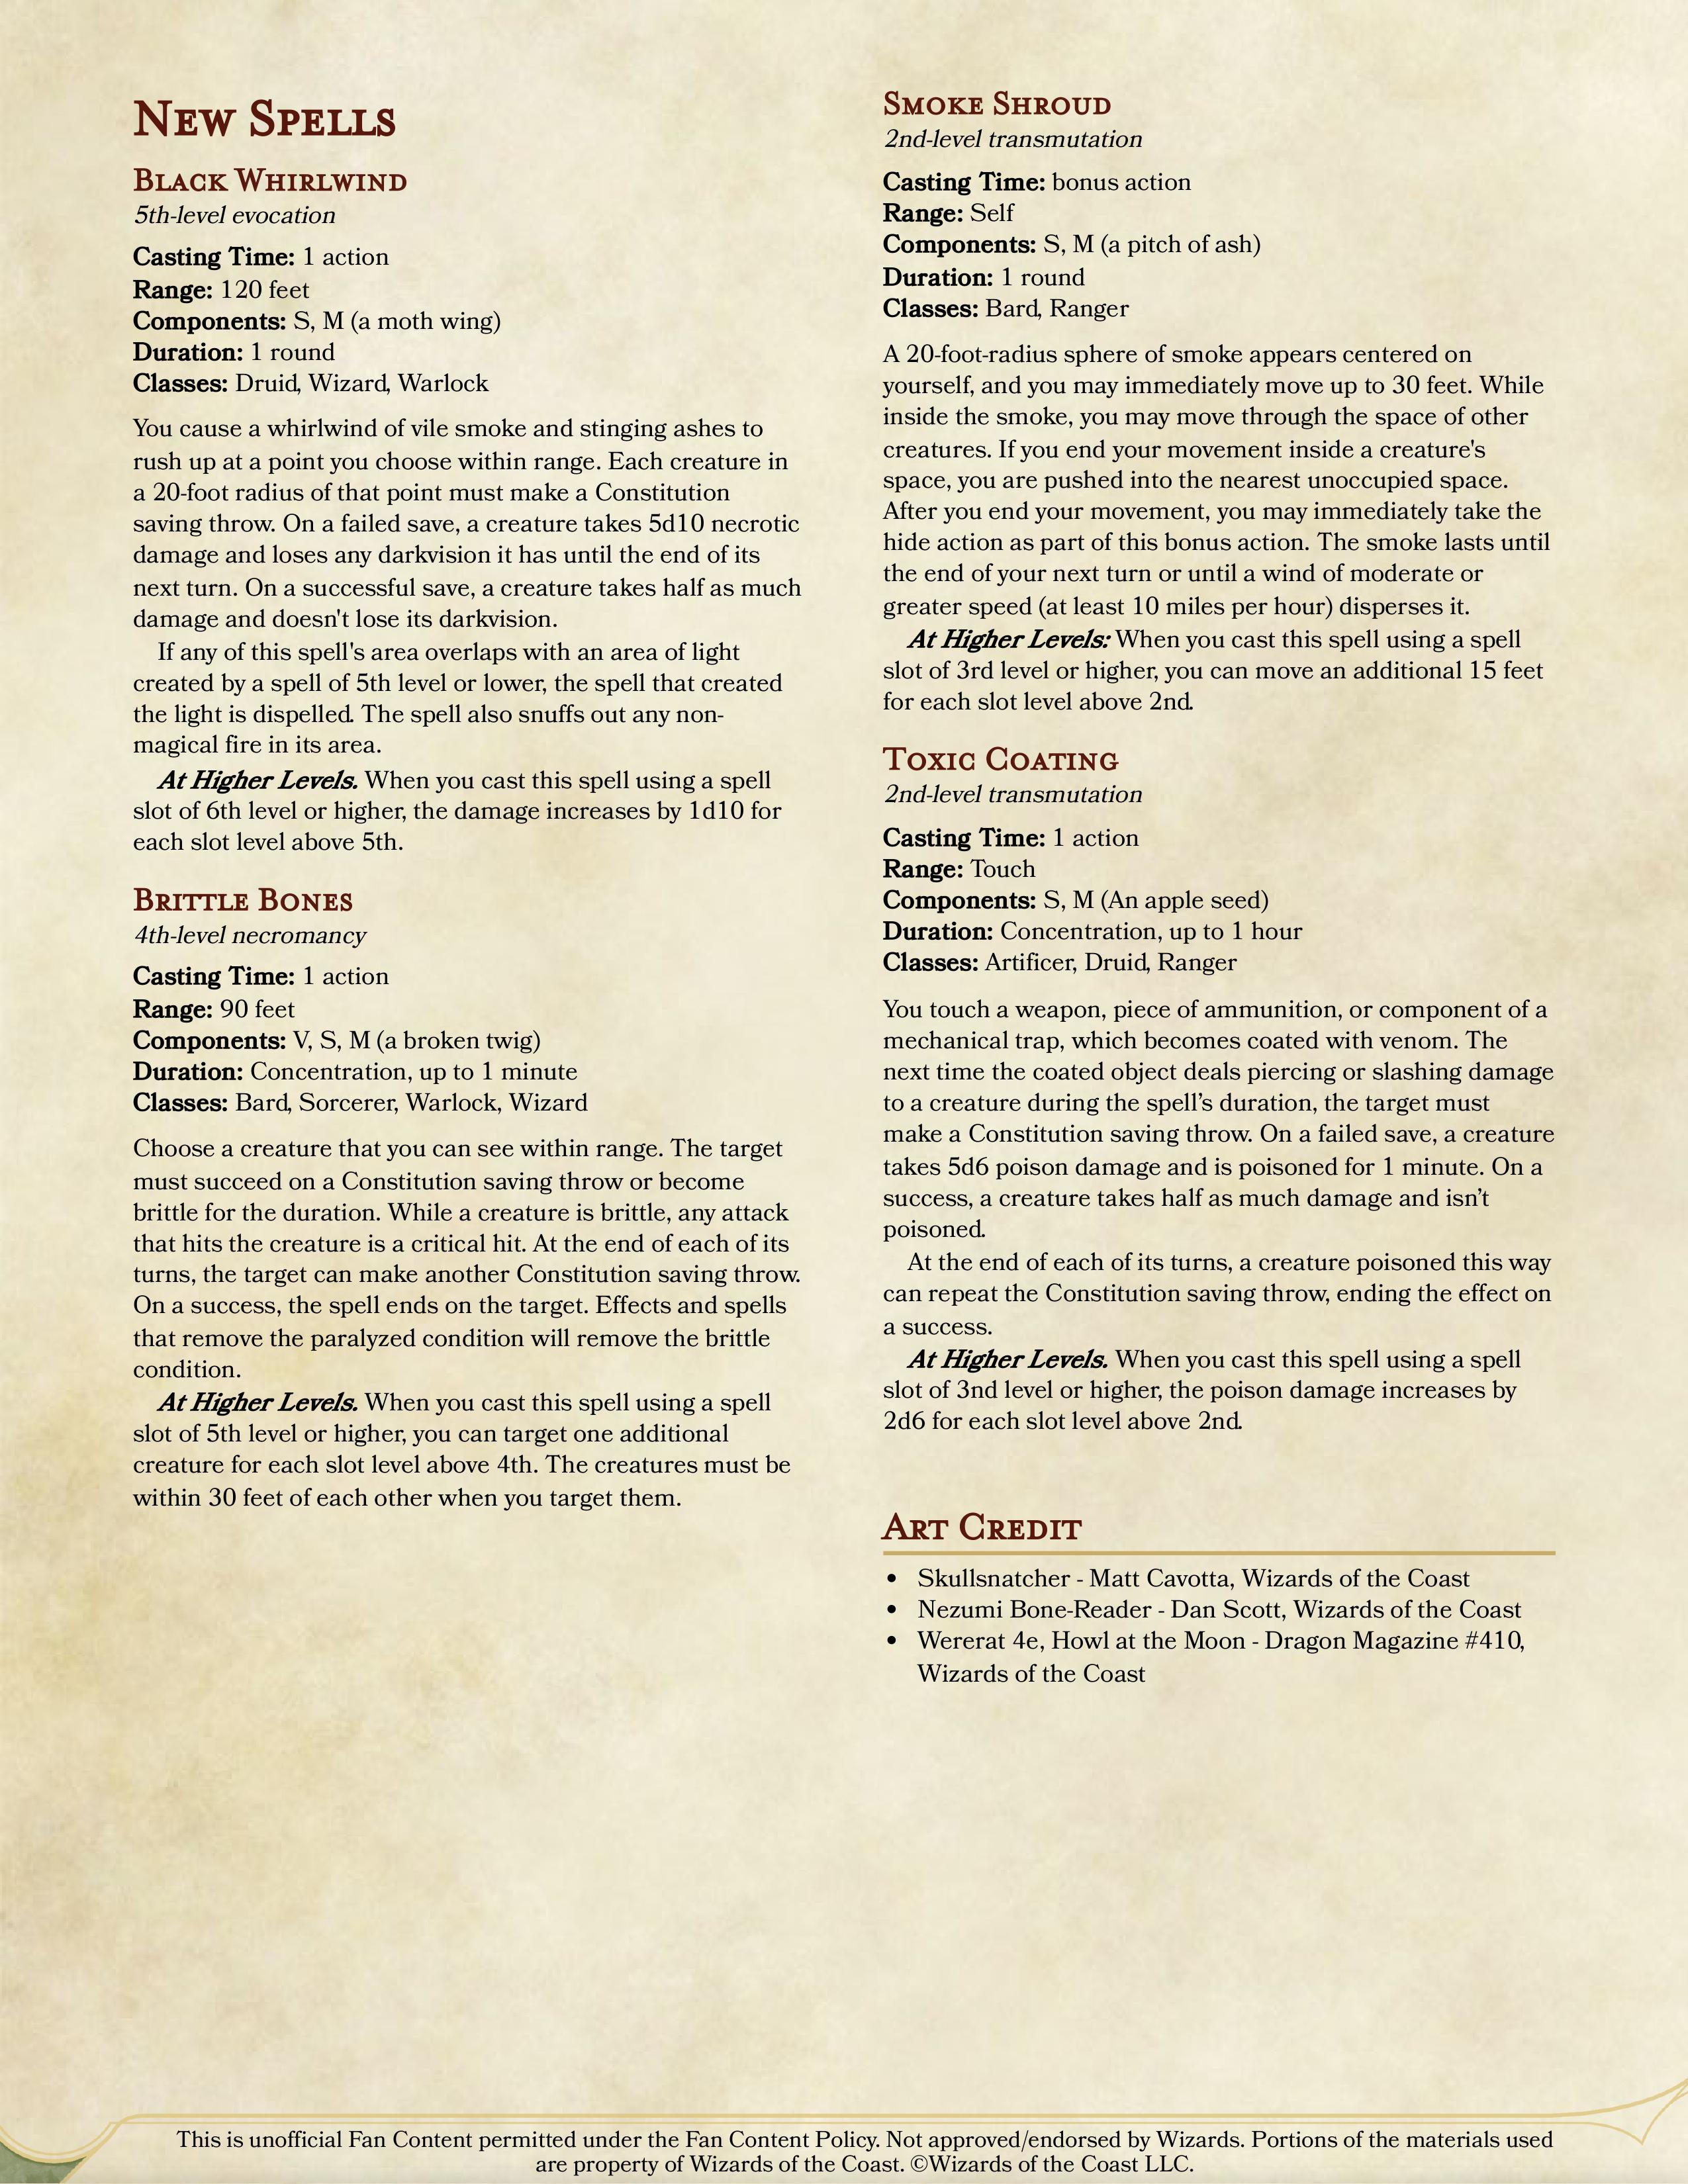 New Spells
Black Whirlwind
5th-level evocation
Casting Time: 1 action
Range: 120 feet
Components: S, M (a moth wing)
Duration: 1 round
Classes: Druid, Wizard, Warlock
You cause a whirlwind of vile smoke and stinging ashes to
rush up at a point you choose within range. Each creature in
a 20-foot radius of that point must make a Constitution
saving throw. On a failed save, a creature takes 5d10 necrotic
damage and loses any darkvision it has until the end of its
next turn. On a successful save, a creature takes half as much
damage and doesn't lose its darkvision.
If any of this spell's area overlaps with an area of light
created by a spell of 5th level or lower, the spell that created
the light is dispelled. The spell also snuffs out any non-
magical fire in its area.
At Higher Levels. When you cast this spell using a spell
slot of 6th level or higher, the damage increases by 1d10 for
each slot level above 5th.
Brittle Bones
4th-level necromancy
Casting Time: 1 action
Range: 90 feet
Components: V, S, M (a broken twig)
Duration: Concentration, up to 1 minute
Classes: Bard, Sorcerer, Warlock, Wizard
Choose a creature that you can see within range. The target
must succeed on a Constitution saving throw or become
brittle for the duration. While a creature is brittle, any attack
that hits the creature is a critical hit. At the end of each of its
turns, the target can make another Constitution saving throw.
On a success, the spell ends on the target. Effects and spells
that remove the paralyzed condition will remove the brittle
condition.
At Higher Levels. When you cast this spell using a spell
slot of 5th level or higher, you can target one additional
creature for each slot level above 4th. The creatures must be
within 30 feet of each other when you target them.
Smoke Shroud
2nd-level transmutation
Casting Time: bonus action
Range: Self
Components: S, M (a pitch of ash)
Duration: 1 round
Classes: Bard, Ranger
A 20-foot-radius sphere of smoke appears centered on
yourself, and you may immediately move up to 30 feet. While
inside the smoke, you may move through the space of other
creatures. If you end your movement inside a creature's
space, you are pushed into the nearest unoccupied space.
After you end your movement, you may immediately take the
hide action as part of this bonus action. The smoke lasts until
the end of your next turn or until a wind of moderate or
greater speed (at least 10 miles per hour) disperses it.
At Higher Levels: When you cast this spell using a spell
slot of 3rd level or higher, you can move an additional 15 feet
for each slot level above 2nd.
Toxic Coating
2nd-level transmutation
Casting Time: 1 action
Range: Touch
Components: S, M (An apple seed)
Duration: Concentration, up to 1 hour
Classes: Artificer, Druid, Ranger
You touch a weapon, piece of ammunition, or component of a
mechanical trap, which becomes coated with venom. The
next time the coated object deals piercing or slashing damage
to a creature during the spell’s duration, the target must
make a Constitution saving throw. On a failed save, a creature
takes 5d6 poison damage and is poisoned for 1 minute. On a
success, a creature takes half as much damage and isn’t
poisoned.
At the end of each of its turns, a creature poisoned this way
can repeat the Constitution saving throw, ending the effect on
a success.
At Higher Levels. When you cast this spell using a spell
slot of 3nd level or higher, the poison damage increases by
2d6 for each slot level above 2nd.
Art Credit
• Skullsnatcher - Matt Cavotta, Wizards of the Coast
• Nezumi Bone-Reader - Dan Scott, Wizards of the Coast
• Wererat 4e, Howl at the Moon - Dragon Magazine #410,
Wizards of the Coast
This is unofficial Fan Content permitted under the Fan Content Policy. Not approved/endorsed by Wizards. Portions of the materials used
are property of Wizards of the Coast. ©Wizards of the Coast LLC.